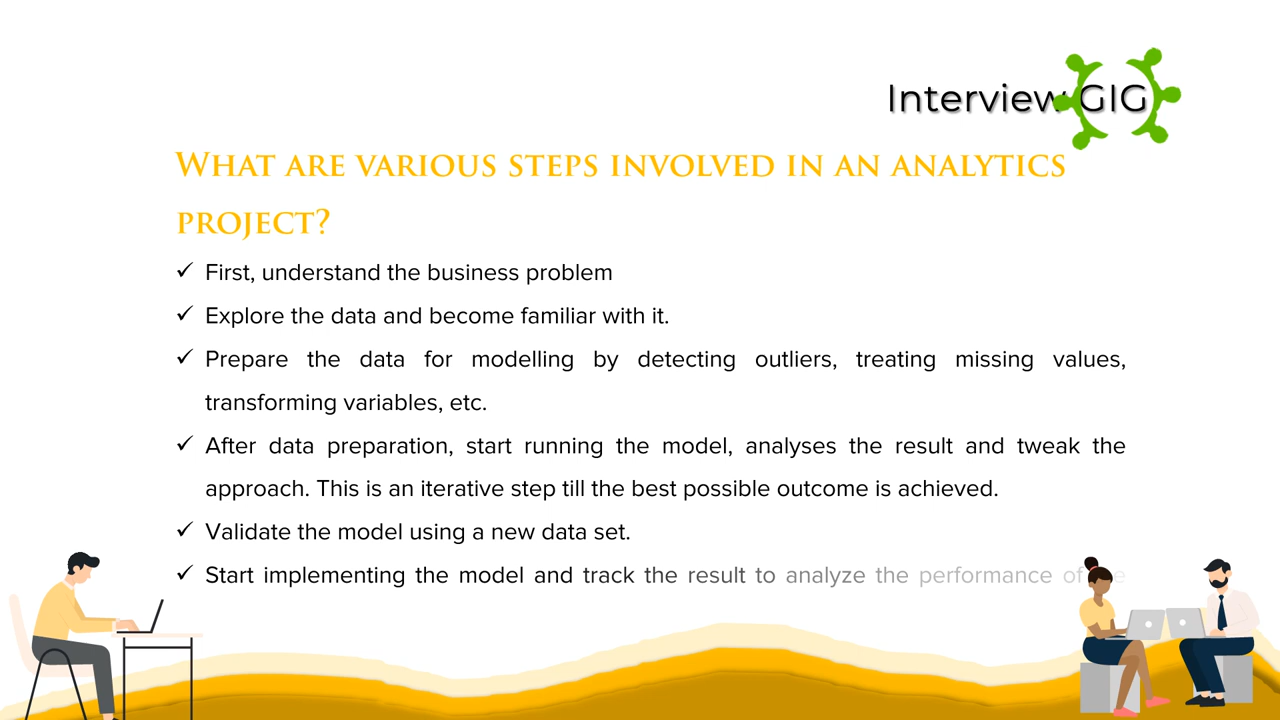 Interview GIG
What are various steps involved in an analytics
project?
✓ First, understand the business problem
✓ Explore the data and become familiar with it.
✓ Prepare the data for modelling by detecting outliers, treating missing values,
transforming variables, etc.
✓ After data preparation, start running the model, analyses the result and tweak the
approach. This is an iterative step till the best possible outcome is achieved.
✓ Validate the model using a new data set.
✓ Start implementing the model and track the result to analyze the performance of